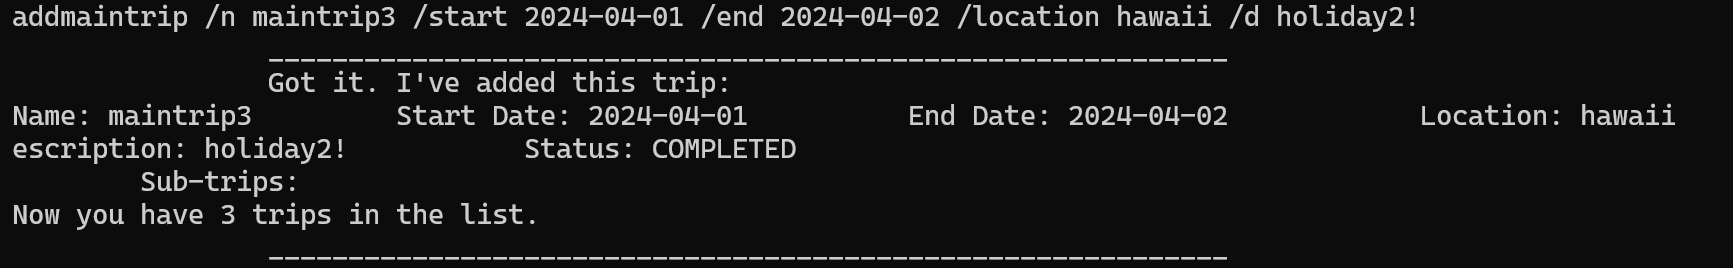 addmaintrip /n maintrip3 /start 2024-04-01 /end 2024-04-02 /location hawaii /d holiday2!
____________________________________________________________
Got it. I've added this trip:
Name: maintrip3         Start Date: 2024-04-01          End Date: 2024-04-02            Location: hawaii
escription: holiday2!           Status: COMPLETED
Sub-trips:
Now you have 3 trips in the list.
____________________________________________________________